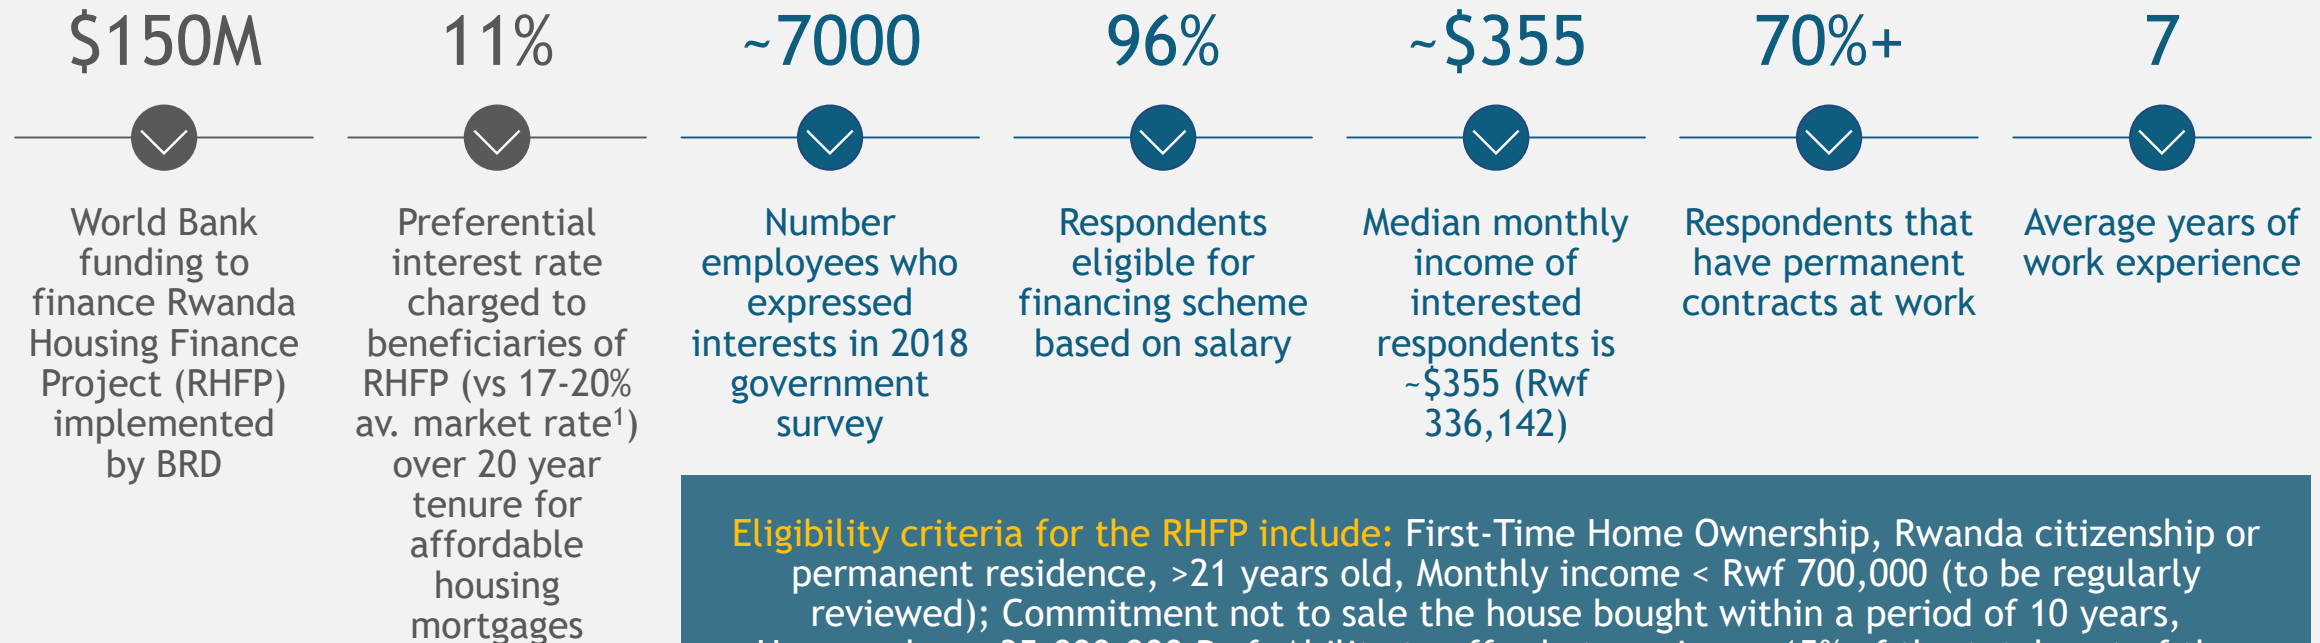 $150M
World Bank
funding to
finance Rwanda
Housing Finance
Project (RHFP)
implemented
by BRD
11%
Preferential
interest rate
charged to
beneficiaries of
RHFP (vs 17-20%
av. market rate¹)
over 20 year
tenure for
affordable
housing
mortgages
~7000
Number
employees who
expressed
interests in 2018
government
survey
96%
Respondents
eligible for
financing scheme
based on salary
~$355
Median monthly
income of
interested
respondents is
~$355 (Rwf
336,142)
70%+
Respondents that
have permanent
contracts at work
7
Average years of
work experience
Eligibility criteria for the RHFP include: First-Time Home Ownership, Rwanda citizenship or
permanent residence, >21 years old, Monthly income < Rwf 700,000 (to be regularly
reviewed); Commitment not to sale the house bought within a period of 10 years,